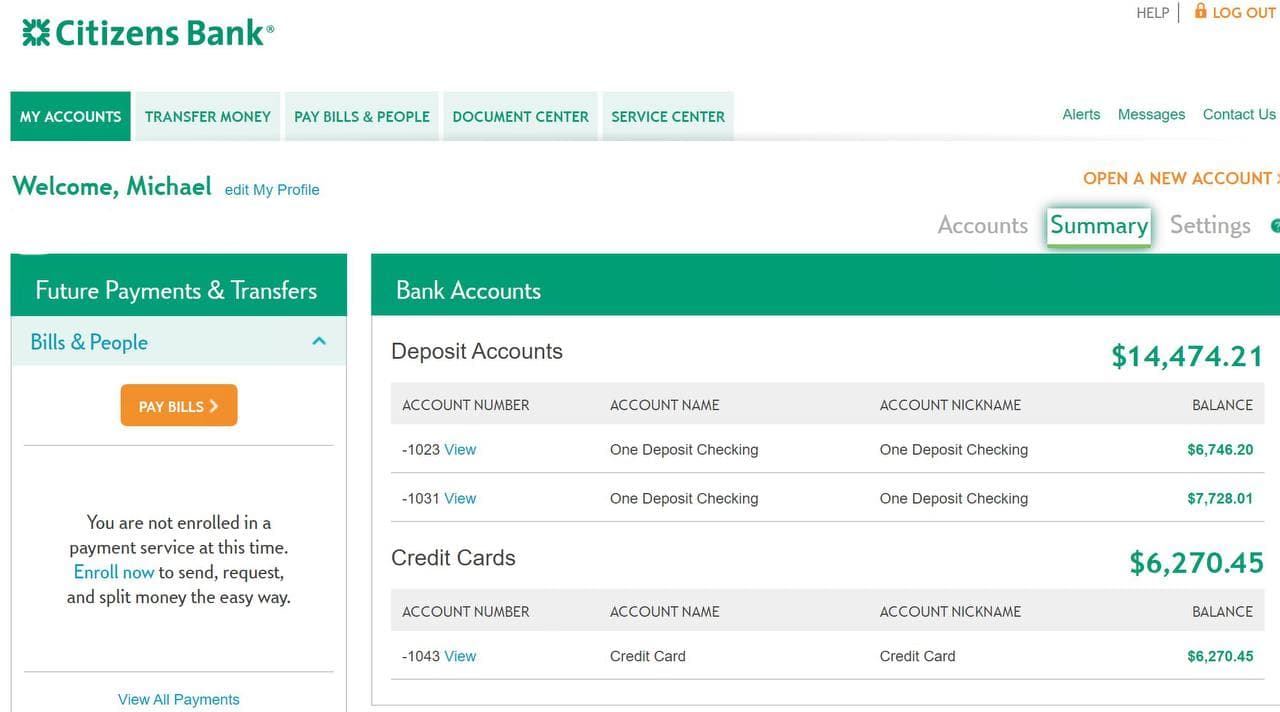 Citizens Bank®
HELP | LOG OUT
MY ACCOUNTS TRANSFER MONEY PAY BILLS & PEOPLE DOCUMENT CENTER SERVICE CENTER
Alerts Messages Contact Us
Welcome, Michael edit My Profile
OPEN A NEW ACCOUNT
Accounts Summary Settings
Future Payments & Transfers
Bills & People
PAY BILLS
You are not enrolled in a
payment service at this time.
Enroll now to send, request,
and split money the easy way.
View All Payments
Bank Accounts
Deposit Accounts $14,474.21
ACCOUNT NUMBER ACCOUNT NAME ACCOUNT NICKNAME BALANCE
-1023 View One Deposit Checking One Deposit Checking $6,746.20
-1031 View One Deposit Checking One Deposit Checking $7,728.01
Credit Cards $6,270.45
ACCOUNT NUMBER ACCOUNT NAME ACCOUNT NICKNAME BALANCE
-1043 View Credit Card Credit Card $6,270.45